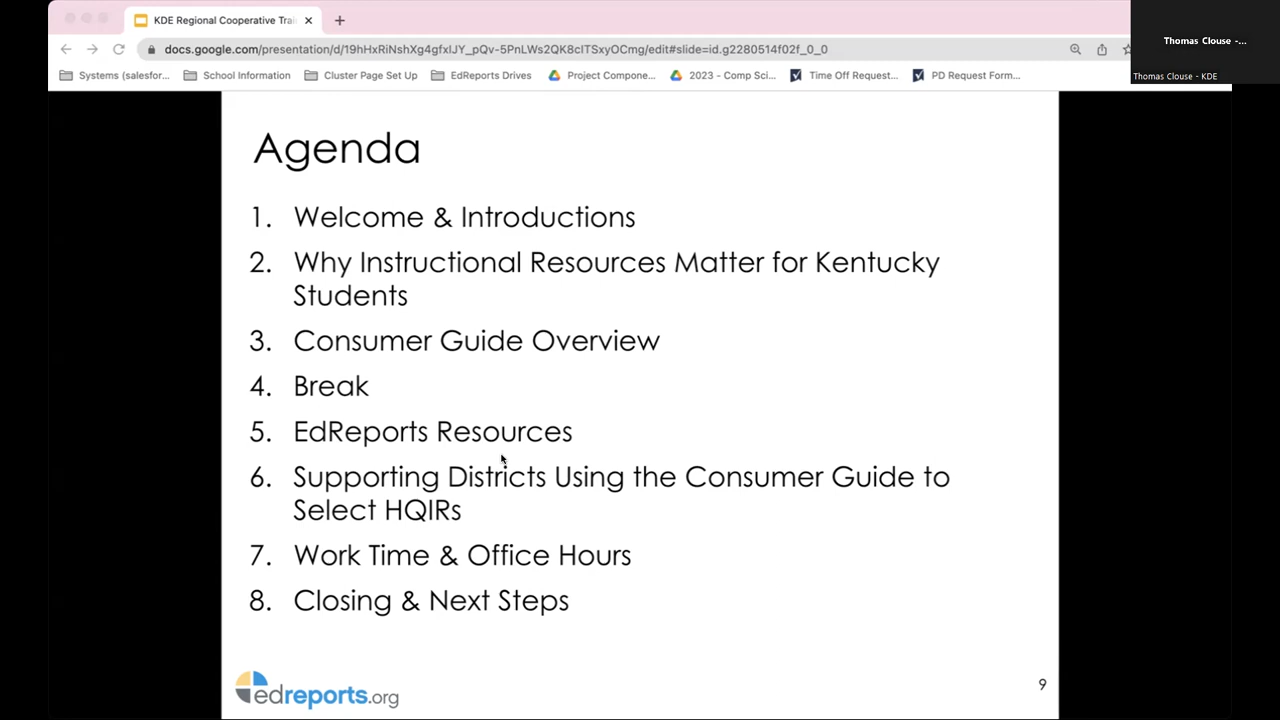 KDE Regional Cooperative Trai
docs.google.com/presentation/d/19hHxRiNshXg4gfxIJY_pQv-5PnLWs2QK8cITSxyOCmg/edit#slide=id.g2280514f02f_0_0
Systems (salesfor... School Information Cluster Page Set Up EdReports Drives Project Compone... 2023 - Comp Sci... Time Off Request... PD Request Form...
Thomas Clouse -...
Thomas Clouse - KDE
Agenda
1. Welcome & Introductions
2. Why Instructional Resources Matter for Kentucky
Students
3. Consumer Guide Overview
4. Break
5. EdReports Resources
6. Supporting Districts Using the Consumer Guide to
Select HQIRs
7. Work Time & Office Hours
8. Closing & Next Steps
edreports.org
9